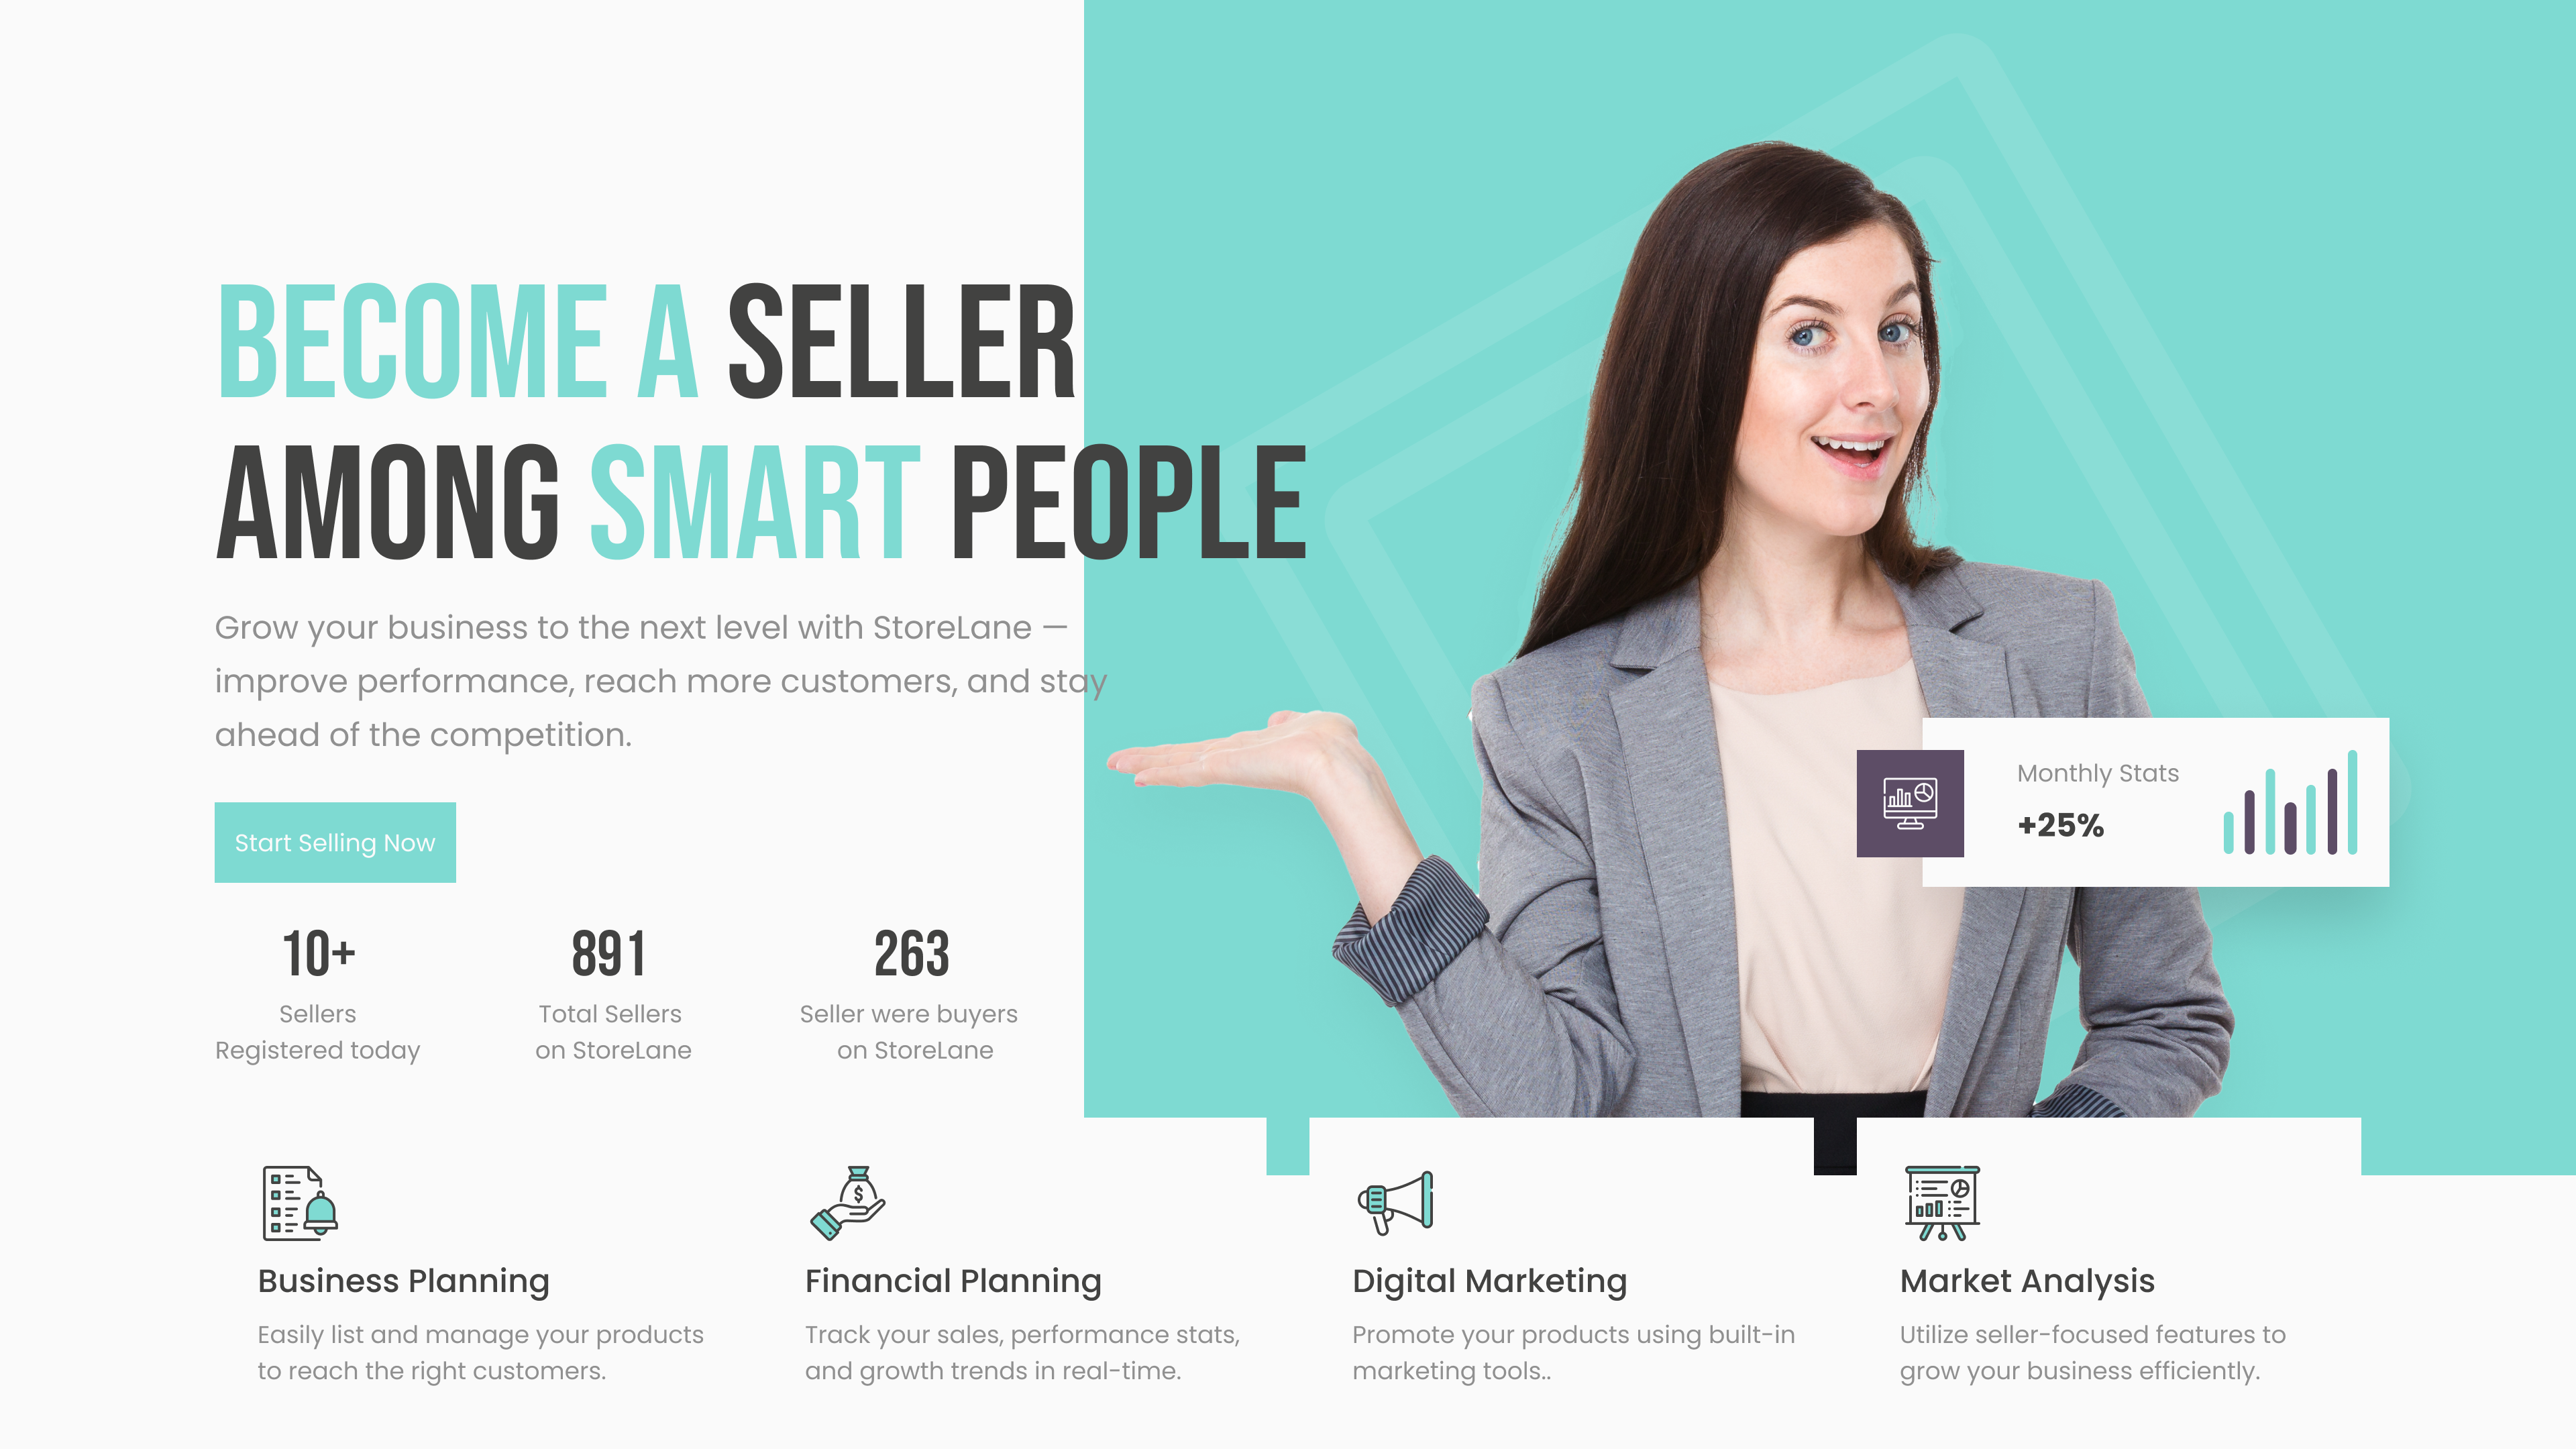 BECOME A SELLER
AMONG SMART PEOPLE
Grow your business to the next level with StoreLane —
improve performance, reach more customers, and stay
ahead of the competition.
Start Selling Now
Monthly Stats
+25%
10+
Sellers
Registered today
891
Total Sellers
on StoreLane
263
Seller were buyers
on StoreLane
Business Planning
Easily list and manage your products
to reach the right customers.
Financial Planning
Track your sales, performance stats,
and growth trends in real-time.
Digital Marketing
Promote your products using built-in
marketing tools..
Market Analysis
Utilize seller-focused features to
grow your business efficiently.